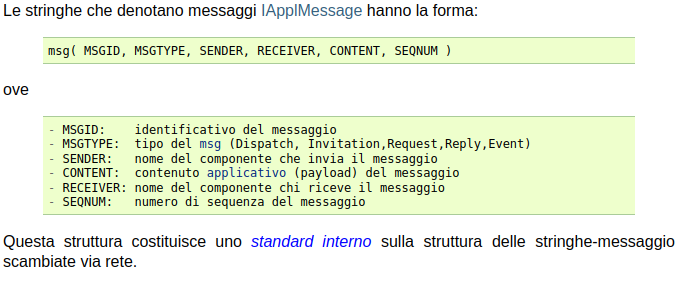 Le stringhe che denotano messaggi IApplMessage hanno la forma:
msg( MSGID, MSGTYPE, SENDER, RECEIVER, CONTENT, SEQNUM )
ove
- MSGID: identificativo del messaggio
- MSGTYPE: tipo del msg (Dispatch, Invitation,Request,Reply,Event)
- SENDER: nome del componente che invia il messaggio
- CONTENT: contenuto applicativo (payload) del messaggio
- RECEIVER: nome del componente chi riceve il messaggio
- SEQNUM: numero di sequenza del messaggio
Questa struttura costituisce uno standard interno sulla struttura delle stringhe-messaggio
scambiate via rete.